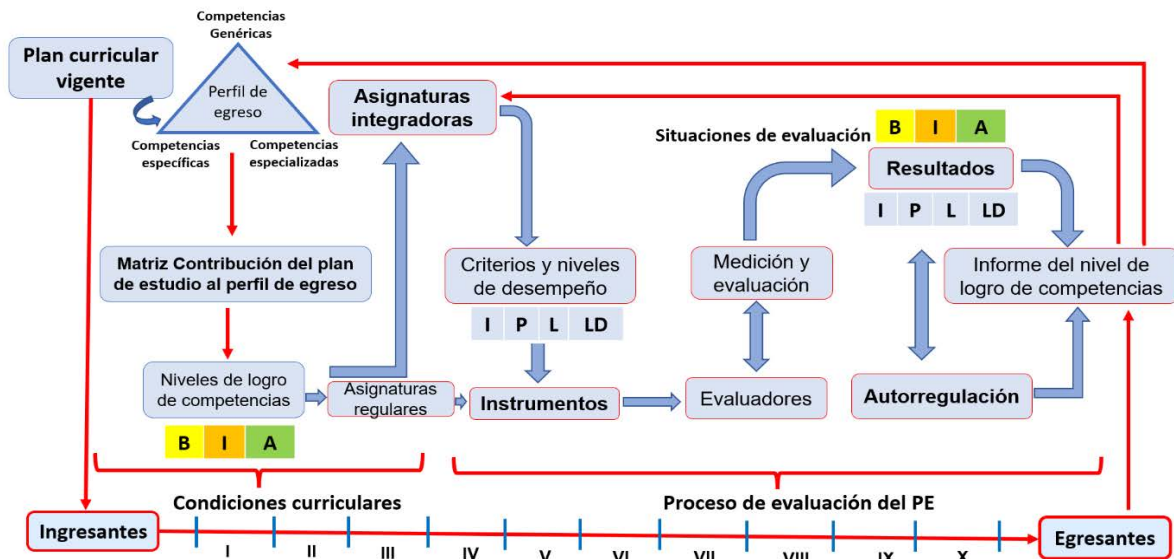 Competencias
Genéricas
Plan curricular
vigente
Perfil de
egreso
Competencias
específicas
Competencias
especializadas
Asignaturas
integradoras
Situaciones de evaluación
B I A
Resultados
I P L LD
Matriz Contribución del plan
de estudio al perfil de egreso
Criterios y niveles
de desempeño
I P L LD
Medición y
evaluación
Informe del nivel de
logro de competencias
Niveles de logro
de competencias
B I A
Asignaturas
regulares
Instrumentos
Evaluadores
Autorregulación
Condiciones curriculares
Proceso de evaluación del PE
Ingresantes
Egresantes
I II III IV V VI VII VIII IX X